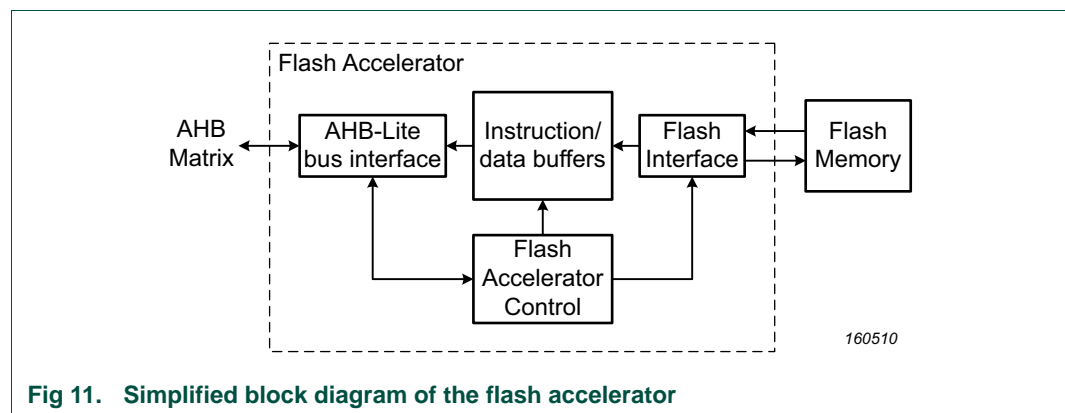 Flash Accelerator
AHB
Matrix
AHB-Lite
bus interface
Instruction/
data buffers
Flash
Interface
Flash
Memory
Flash
Accelerator
Control
160510
Fig 11. Simplified block diagram of the flash accelerator